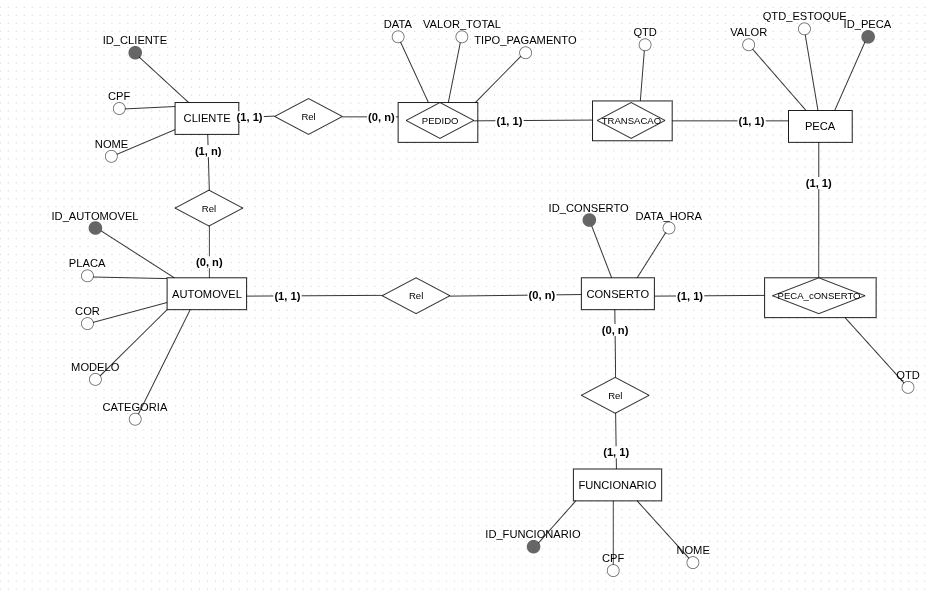 QTD_ESTOQUE
DATA VALOR_TOTAL ID_PECA
VALOR
QTD
ID_CLIENTE
TIPO_PAGAMENTO
CPF
CLIENTE (1, 1) Rel (0, n) PEDIDO (1, 1) TRANSACAO (1, 1) PECA
NOME
(1, n)
(1, 1)
Rel
ID_CONSERTO
ID_AUTOMOVEL DATA_HORA
PLACA
(0, n)
AUTOMOVEL (1, 1) Rel (0, n) CONSERTO (1, 1) PECA_cONSERTO
COR
(0, n)
MODELO
QTD
Rel
CATEGORIA
(1, 1)
FUNCIONARIO
ID_FUNCIONARIO
NOME
CPF